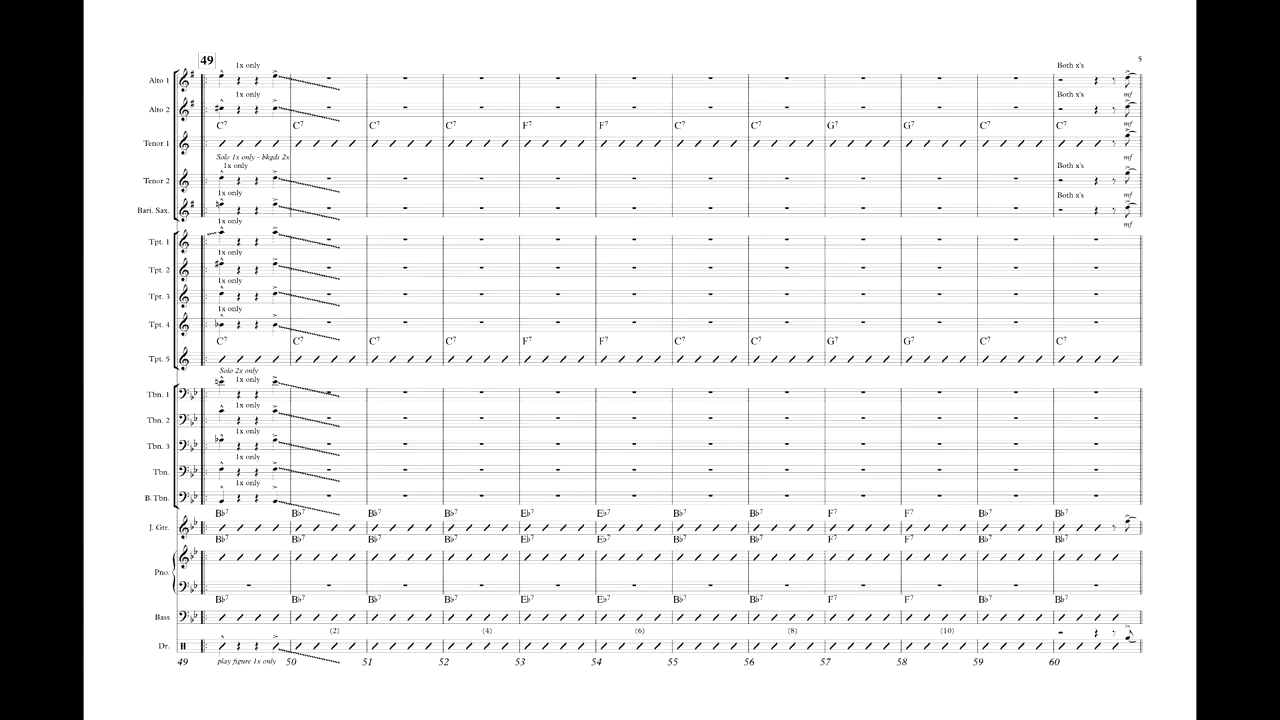 49
5
1x only
Both x's
Alto 1
1x only
Both x's
mf
Alto 2
C7 C7 C7 C7 F7 F7 C7 C7 G7 G7 C7 C7
mf
Tenor 1
Solo 1x only - bkgds 2x
mf
1x only
Both x's
Tenor 2
1x only
Both x's
mf
Bari. Sax.
1x only
mf
Tpt. 1
1x only
Tpt. 2
1x only
Tpt. 3
1x only
Tpt. 4
C7 C7 C7 C7 F7 F7 C7 C7 G7 G7 C7 C7
Tpt. 5
Solo 2x only
1x only
Tbn. 1
1x only
Tbn. 2
1x only
Tbn. 3
1x only
Tbn.
1x only
B. Tbn.
B♭7 B♭7 B♭7 B♭7 E♭7 E♭7 B♭7 B♭7 F7 F7 B♭7 B♭7
J. Gtr.
B♭7 B♭7 B♭7 B♭7 E♭7 E♭7 B♭7 B♭7 F7 F7 B♭7 B♭7
Pno.
B♭7 B♭7 B♭7 B♭7 E♭7 E♭7 B♭7 B♭7 F7 F7 B♭7 B♭7
Bass
(2) (4) (6) (8) (10)
Dr.
play figure 1x only
49 50 51 52 53 54 55 56 57 58 59 60